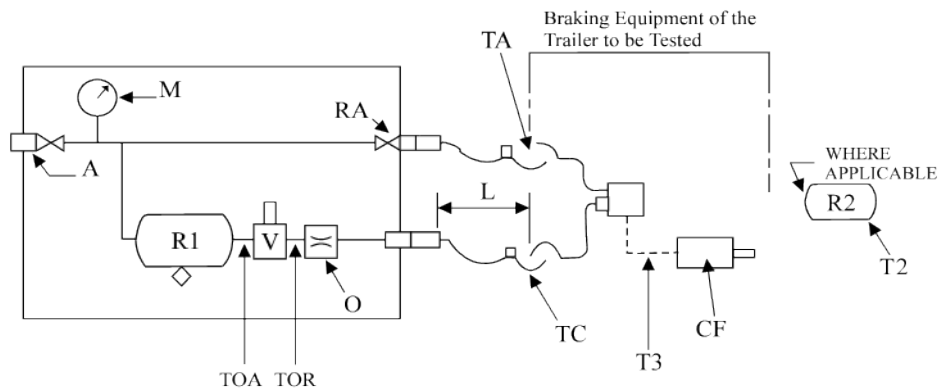 Braking Equipment of the
Trailer to be Tested
TA
M
RA
A
WHERE
APPLICABLE
L
R2
R1
V
T2
O
TC
CF
T3
TOA TOR